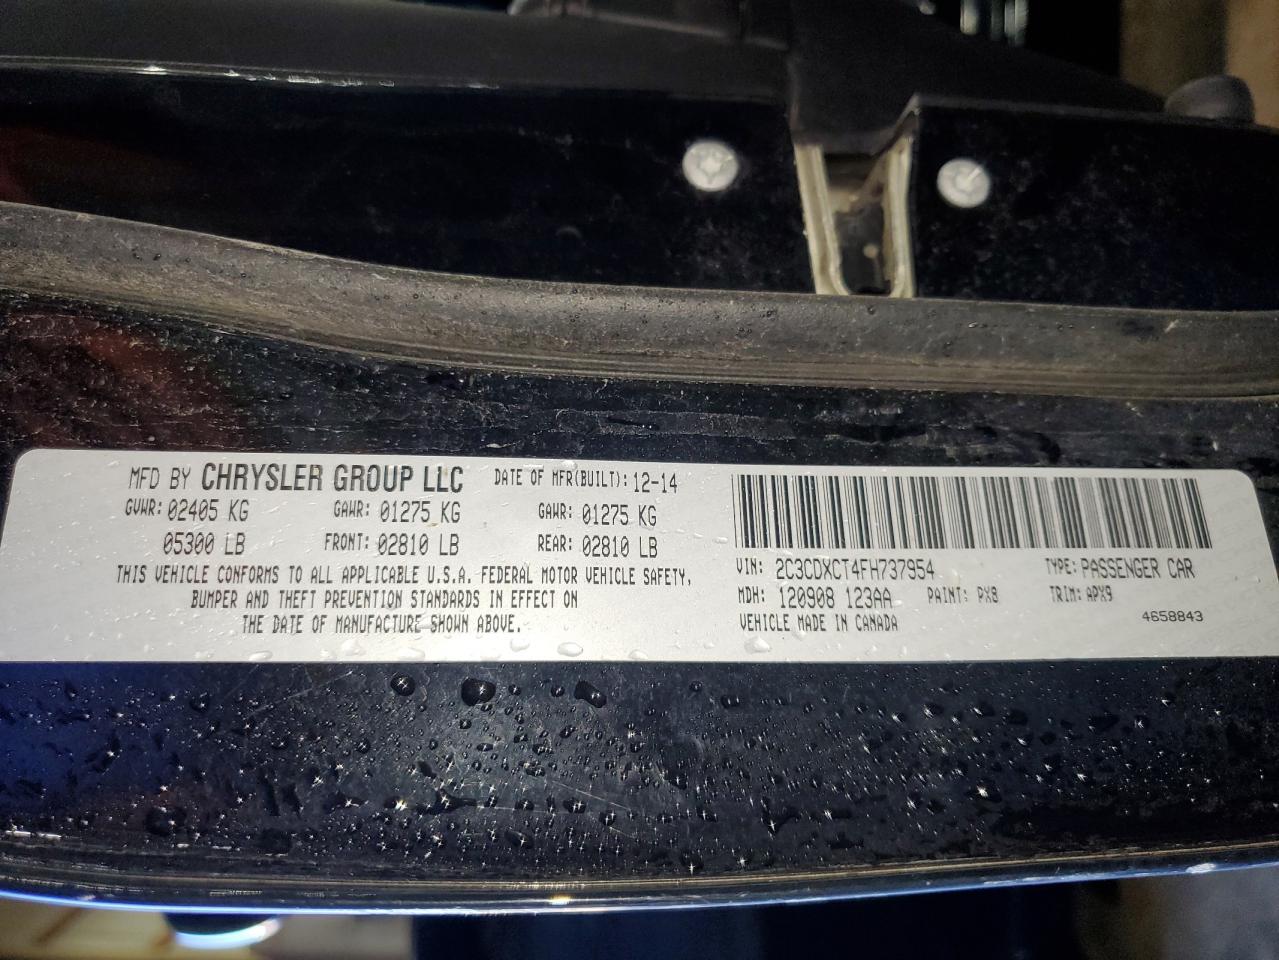 MFD BY CHRYSLER GROUP LLC DATE OF MFR(BUILT): 12-14
GVWR: 02405 KG GAWR: 01275 KG GAWR: 01275 KG
05300 LB FRONT: 02810 LB REAR: 02810 LB
THIS VEHICLE CONFORMS TO ALL APPLICABLE U.S.A. FEDERAL MOTOR VEHICLE SAFETY,
BUMPER AND THEFT PREVENTION STANDARDS IN EFFECT ON
THE DATE OF MANUFACTURE SHOWN ABOVE.
VIN: 2C3CDXCT4FH737954 TYPE: PASSENGER CAR
MDH: 120908 123AA PAINT: PX8 TRIM: APX9
VEHICLE MADE IN CANADA 4658843